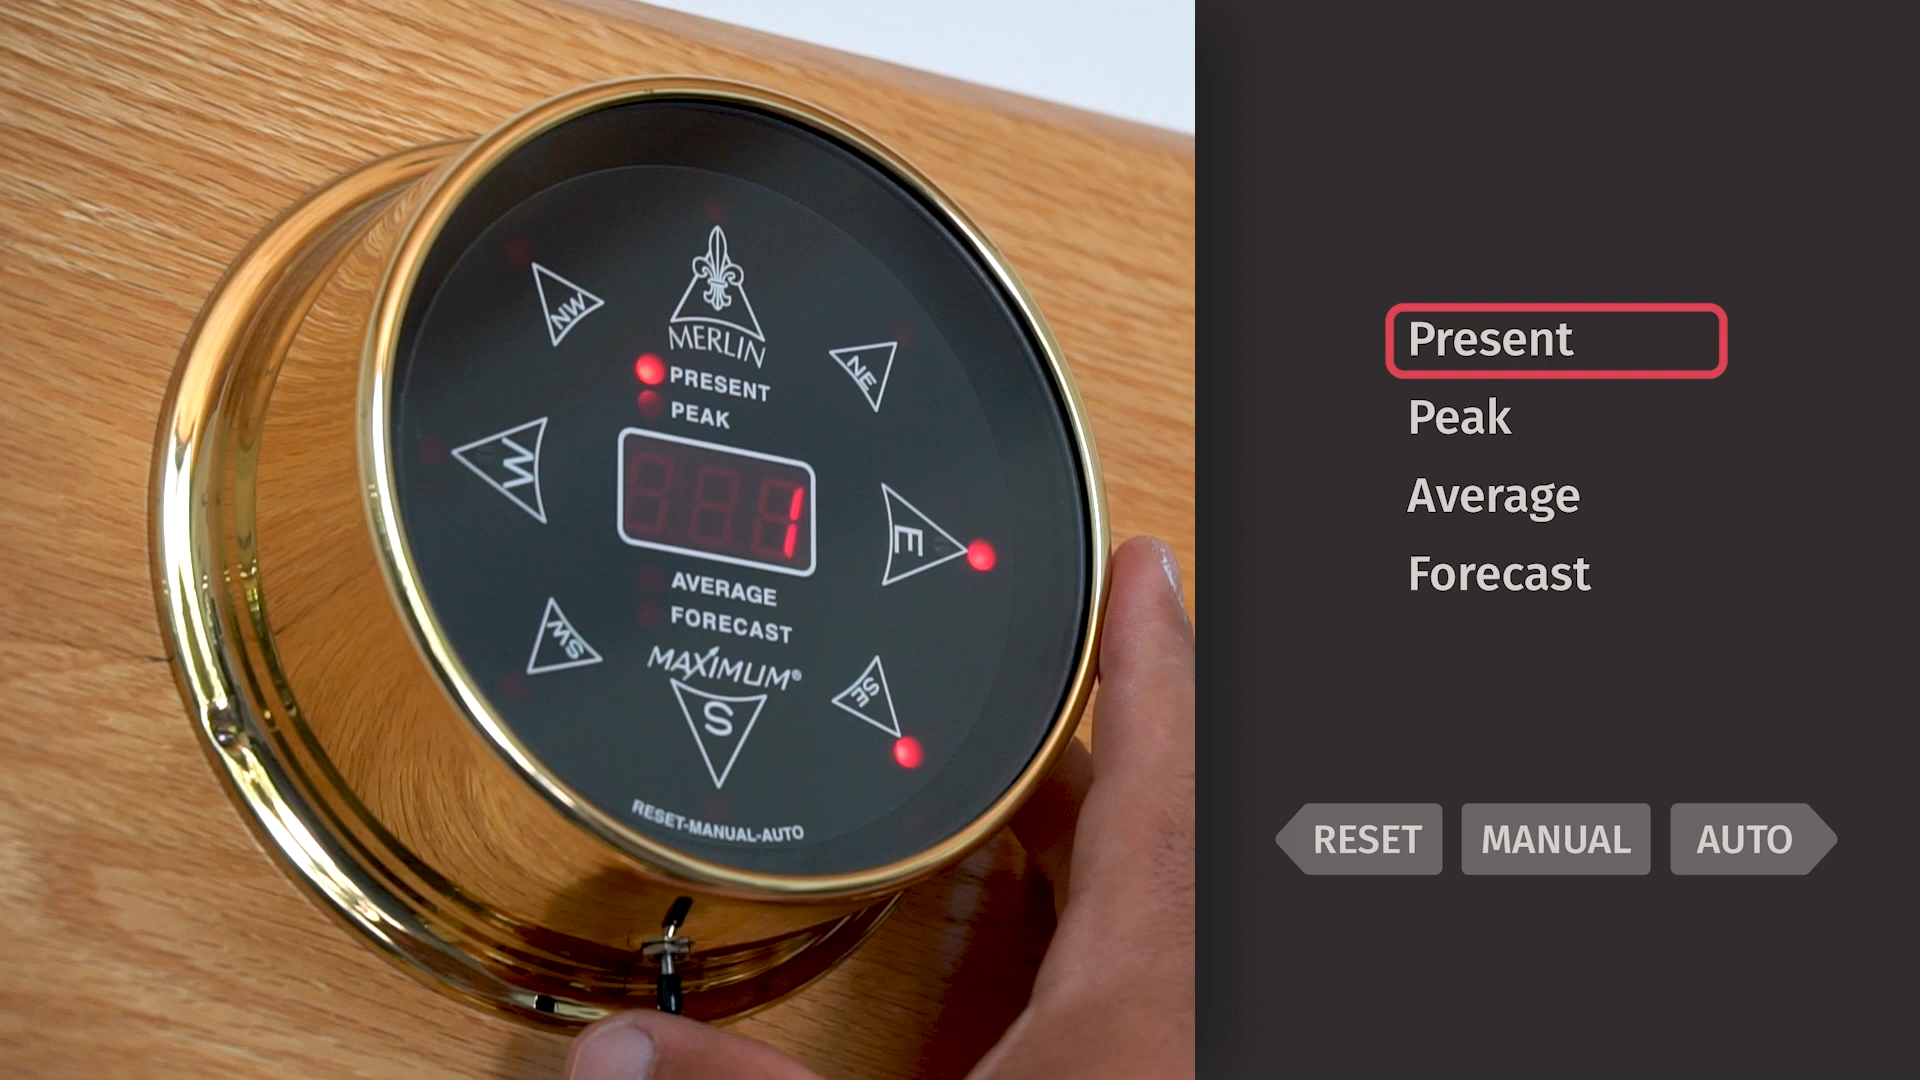 NW
MERLIN
NE
PRESENT
PEAK
W
1
E
AVERAGE
FORECAST
SW
MAXIMUM®
SE
S
RESET-MANUAL-AUTO
Present
Peak
Average
Forecast
RESET
MANUAL
AUTO